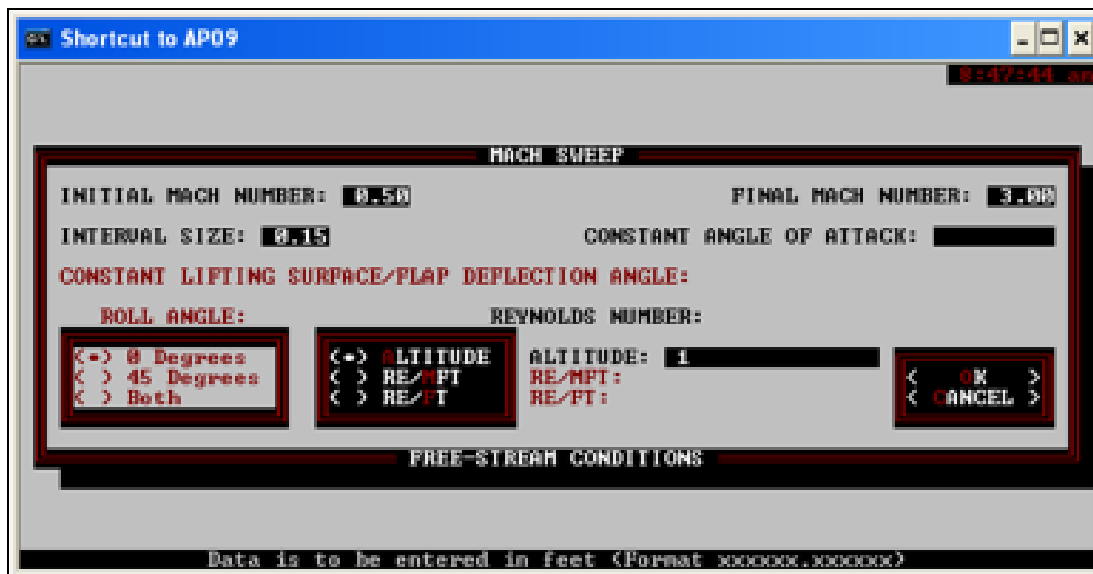 Shortcut to AP09
8:47:44 am
MACH SWEEP
INITIAL MACH NUMBER: 0.50 FINAL MACH NUMBER: 3.00
INTERVAL SIZE: 0.15 CONSTANT ANGLE OF ATTACK:
CONSTANT LIFTING SURFACE/FLAP DEFLECTION ANGLE:
ROLL ANGLE: REYNOLDS NUMBER:
(•) 0 Degrees (•) ALTITUDE ALTITUDE: 1
( ) 45 Degrees ( ) RE/MFT RE/MFT: < OK >
( ) Both ( ) RE/FT RE/FT: < CANCEL >
FREE-STREAM CONDITIONS
Data is to be entered in feet (Format xxxxxx.xxxxxx)